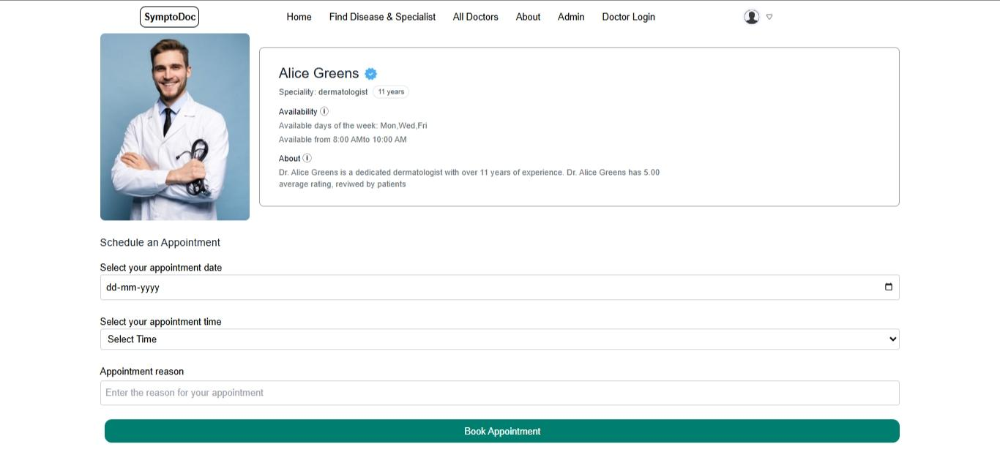 SymptoDoc
Home Find Disease & Specialist All Doctors About Admin Doctor Login
Alice Greens
Speciality: dermatologist 11 years
Availability
Available days of the week: Mon,Wed,Fri
Available from 8:00 AMto 10:00 AM
About
Dr. Alice Greens is a dedicated dermatologist with over 11 years of experience. Dr. Alice Greens has 5.00
average rating, reviwed by patients
Schedule an Appointment
Select your appointment date
dd-mm-yyyy
Select your appointment time
Select Time
Appointment reason
Enter the reason for your appointment
Book Appointment